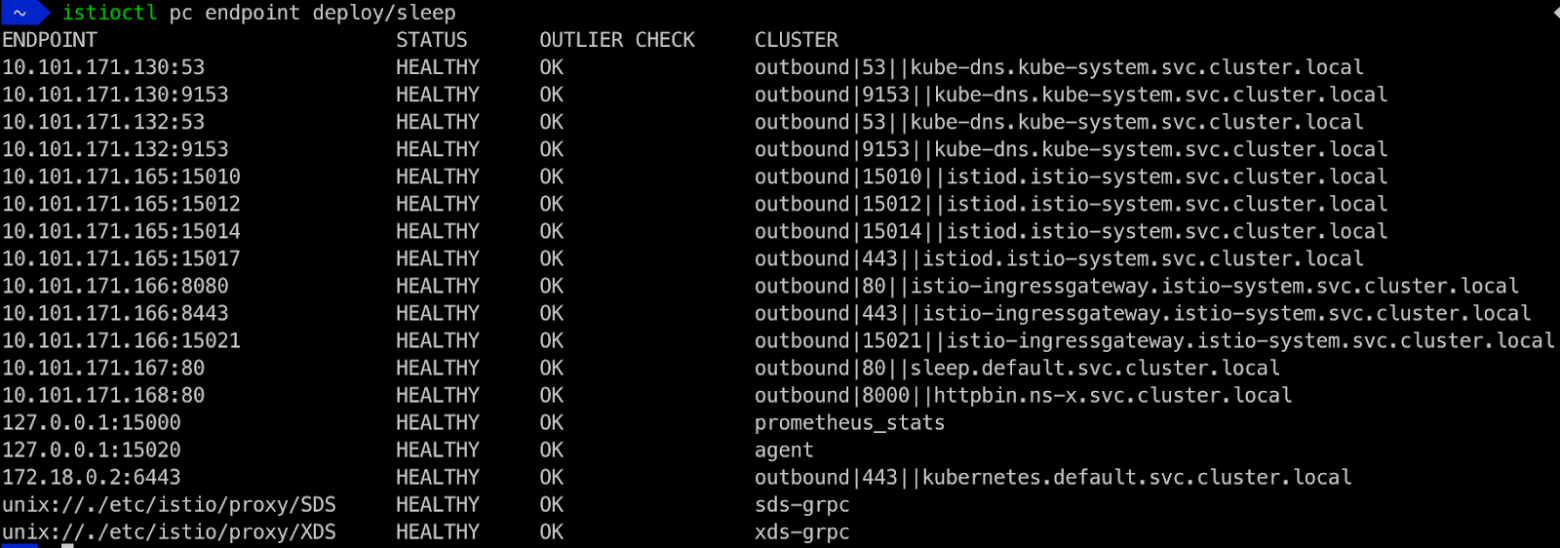 ~ istioctl pc endpoint deploy/sleep
ENDPOINT STATUS OUTLIER CHECK CLUSTER
10.101.171.130:53 HEALTHY OK outbound|53||kube-dns.kube-system.svc.cluster.local
10.101.171.130:9153 HEALTHY OK outbound|9153||kube-dns.kube-system.svc.cluster.local
10.101.171.132:53 HEALTHY OK outbound|53||kube-dns.kube-system.svc.cluster.local
10.101.171.132:9153 HEALTHY OK outbound|9153||kube-dns.kube-system.svc.cluster.local
10.101.171.165:15010 HEALTHY OK outbound|15010||istiod.istio-system.svc.cluster.local
10.101.171.165:15012 HEALTHY OK outbound|15012||istiod.istio-system.svc.cluster.local
10.101.171.165:15014 HEALTHY OK outbound|15014||istiod.istio-system.svc.cluster.local
10.101.171.165:15017 HEALTHY OK outbound|443||istiod.istio-system.svc.cluster.local
10.101.171.166:8080 HEALTHY OK outbound|80||istio-ingressgateway.istio-system.svc.cluster.local
10.101.171.166:8443 HEALTHY OK outbound|443||istio-ingressgateway.istio-system.svc.cluster.local
10.101.171.166:15021 HEALTHY OK outbound|15021||istio-ingressgateway.istio-system.svc.cluster.local
10.101.171.167:80 HEALTHY OK outbound|80||sleep.default.svc.cluster.local
10.101.171.168:80 HEALTHY OK outbound|8000||httpbin.ns-x.svc.cluster.local
127.0.0.1:15000 HEALTHY OK prometheus_stats
127.0.0.1:15020 HEALTHY OK agent
172.18.0.2:6443 HEALTHY OK outbound|443||kubernetes.default.svc.cluster.local
unix://./etc/istio/proxy/SDS HEALTHY OK sds-grpc
unix://./etc/istio/proxy/XDS HEALTHY OK xds-grpc